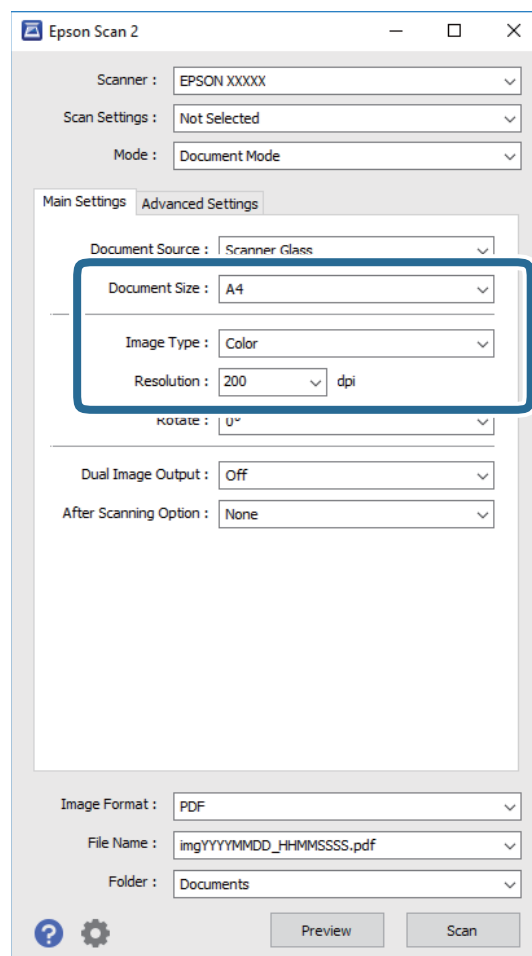 Epson Scan 2
Scanner : EPSON XXXXX
Scan Settings : Not Selected
Mode : Document Mode
Main Settings Advanced Settings
Document Source : Scanner Glass
Document Size : A4
Image Type : Color
Resolution : 200 dpi
Rotate : 0°
Dual Image Output : Off
After Scanning Option : None
Image Format : PDF
File Name : imgYYYYMMDD_HHMMSSSS.pdf
Folder : Documents
? Preview Scan